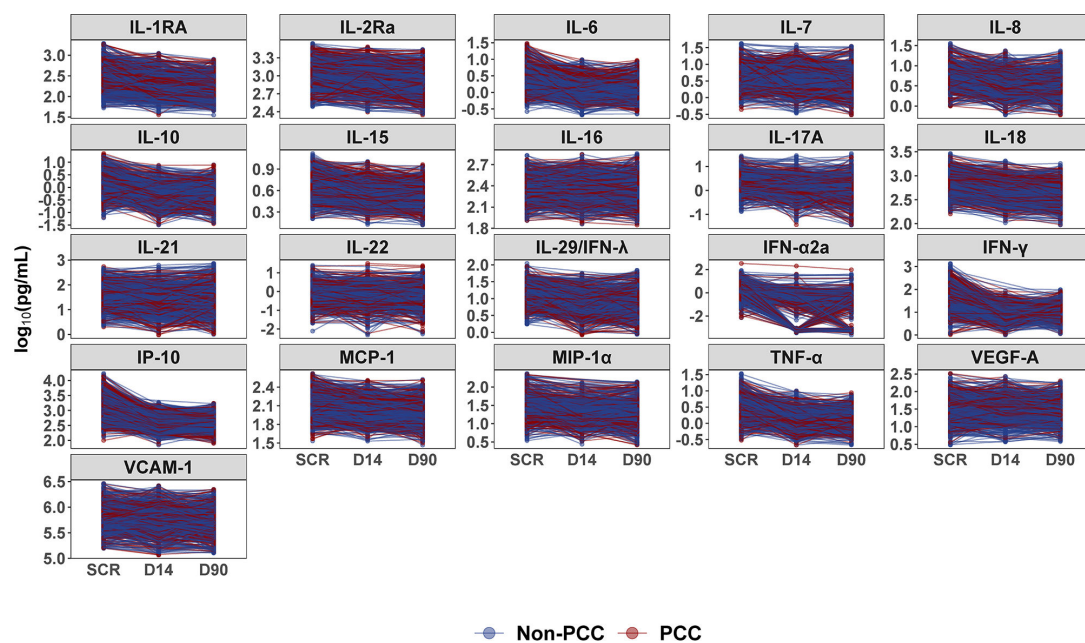 IL-1RA IL-2Ra IL-6 IL-7 IL-8
3.0 2.5 2.0 1.5
3.3 3.0 2.7 2.4
1.5 1.0 0.5 0.0 -0.5
1.5 1.0 0.5 0.0 -0.5
1.5 1.0 0.5 0.0
IL-10 IL-15 IL-16 IL-17A IL-18
1.0 0.5 0.0 -0.5 -1.0 -1.5
0.9 0.6 0.3
2.7 2.4 2.1 1.8
1 0 -1
3.5 3.0 2.5 2.0
IL-21 IL-22 IL-29/IFN-λ IFN-α2a IFN-γ
3 2 1 0
1 0 -1 -2
2.0 1.5 1.0 0.5 0.0
2 0 -2
3 2 1 0
IP-10 MCP-1 MIP-1α TNF-α VEGF-A
4.0 3.5 3.0 2.5 2.0
2.4 2.1 1.8 1.5
2.0 1.5 1.0 0.5
1.5 1.0 0.5 0.0 -0.5
2.5 2.0 1.5 1.0 0.5
SCR D14 D90 SCR D14 D90 SCR D14 D90 SCR D14 D90
VCAM-1
6.5 6.0 5.5 5.0
SCR D14 D90
log₁₀(pg/mL)
Non-PCC PCC